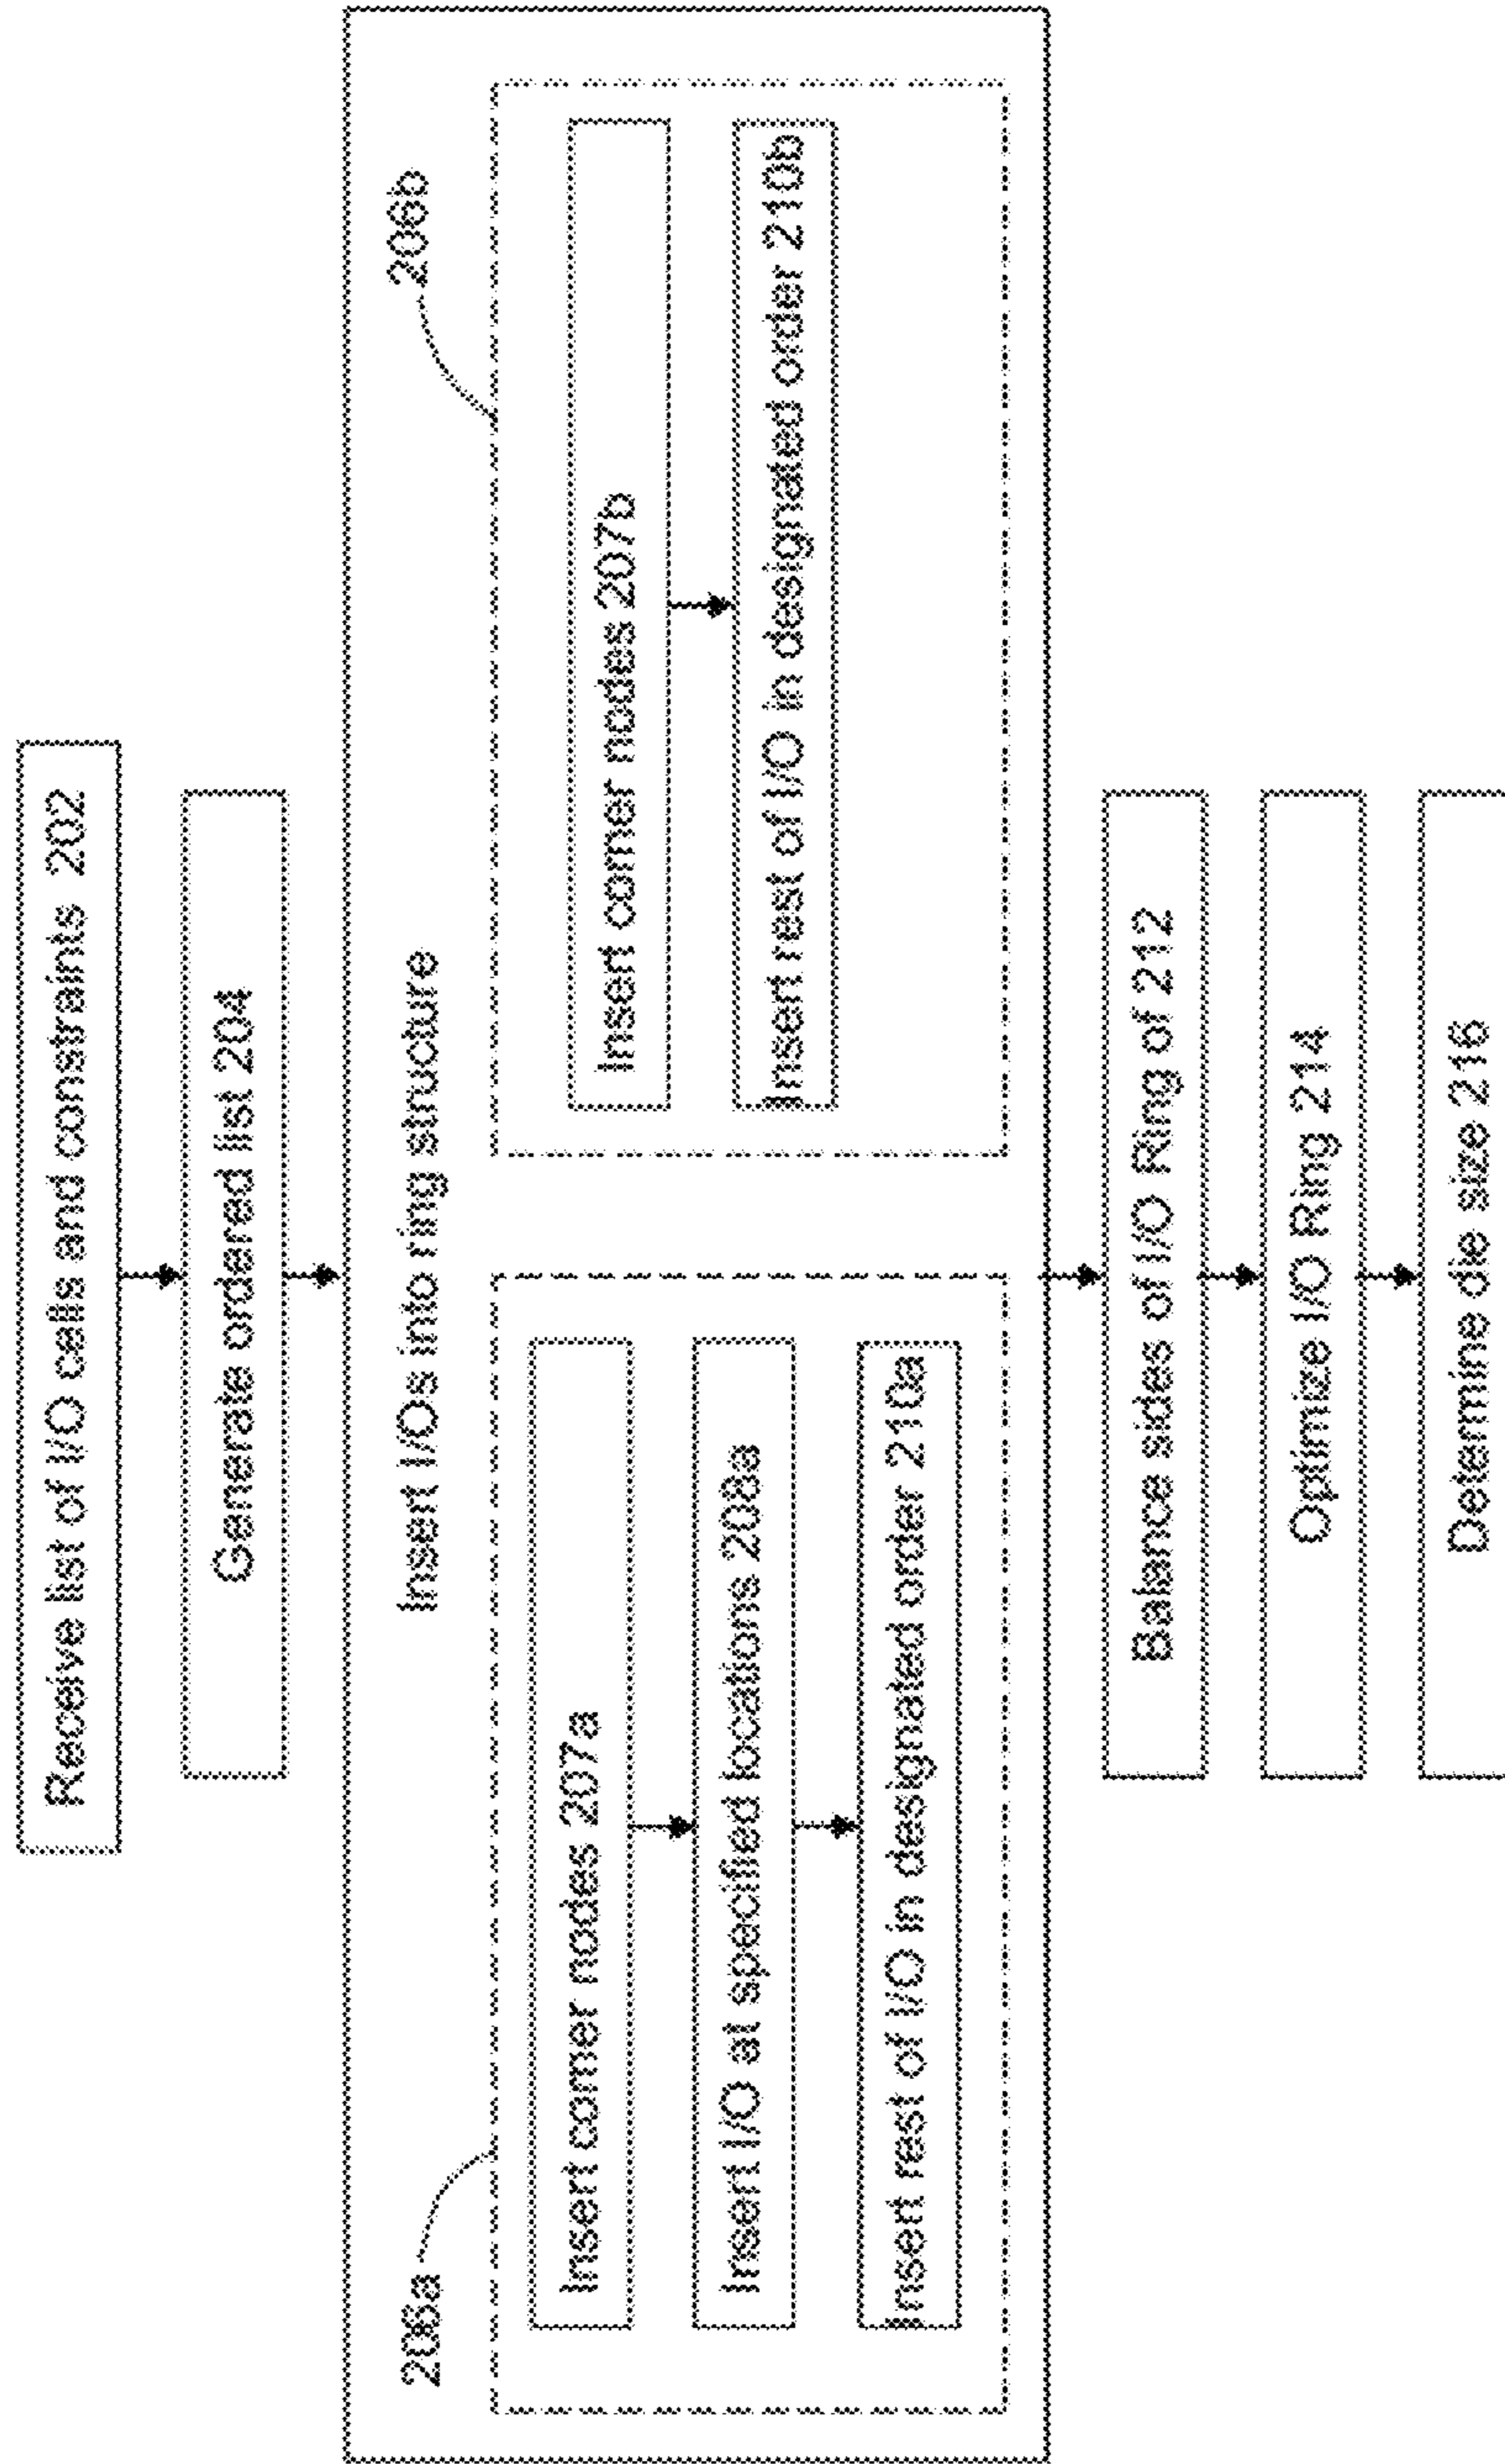 Receive list of I/O cells and constraints 202
Generate ordered list 204
Insert I/Os into ring structure
206a
Insert corner nodes 207a
Insert I/O at specified locations 208a
Insert rest of I/O in designated order 210a
206b
Insert corner nodes 207b
Insert rest of I/O in designated order 210b
Balance sides of I/O Ring of 212
Optimize I/O Ring 214
Determine die size 216